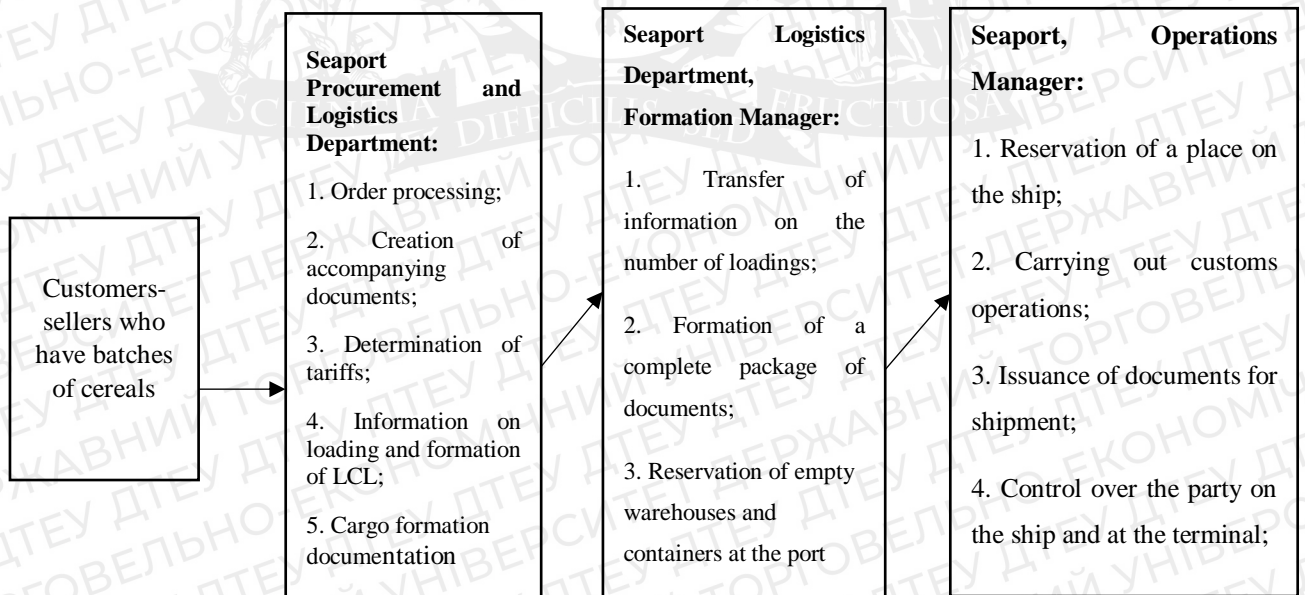 Customers-
sellers who
have batches
of cereals
Seaport
Procurement and
Logistics
Department:
1. Order processing;
2. Creation of
accompanying
documents;
3. Determination of
tariffs;
4. Information on
loading and formation
of LCL;
5. Cargo formation
documentation
Seaport Logistics
Department,
Formation Manager:
1. Transfer of
information on the
number of loadings;
2. Formation of a
complete package of
documents;
3. Reservation of empty
warehouses and
containers at the port
Seaport, Operations
Manager:
1. Reservation of a place on
the ship;
2. Carrying out customs
operations;
3. Issuance of documents for
shipment;
4. Control over the party on
the ship and at the terminal;